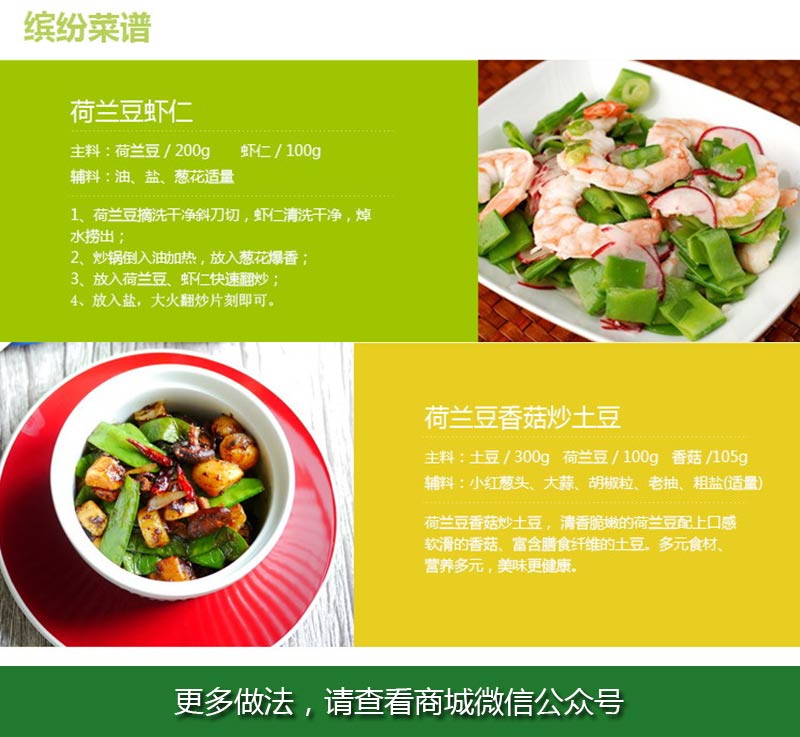 缤纷菜谱
荷兰豆虾仁
主料：荷兰豆 / 200g 虾仁 / 100g
辅料：油、盐、葱花适量
1、荷兰豆摘洗干净斜刀切，虾仁清洗干净，焯
水捞出；
2、炒锅倒入油加热，放入葱花爆香；
3、放入荷兰豆、虾仁快速翻炒；
4、放入盐，大火翻炒片刻即可。
荷兰豆香菇炒土豆
主料：土豆 / 300g 荷兰豆 / 100g 香菇 /105g
辅料：小红葱头、大蒜、胡椒粒、老抽、粗盐(适量)
荷兰豆香菇炒土豆，清香脆嫩的荷兰豆配上口感
软滑的香菇、富含膳食纤维的土豆。多元食材、
营养多元，美味更健康。
更多做法，请查看商城微信公众号